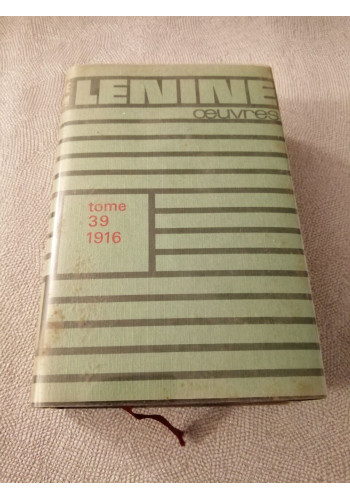 LENINE
œuvres
tome
39
1916